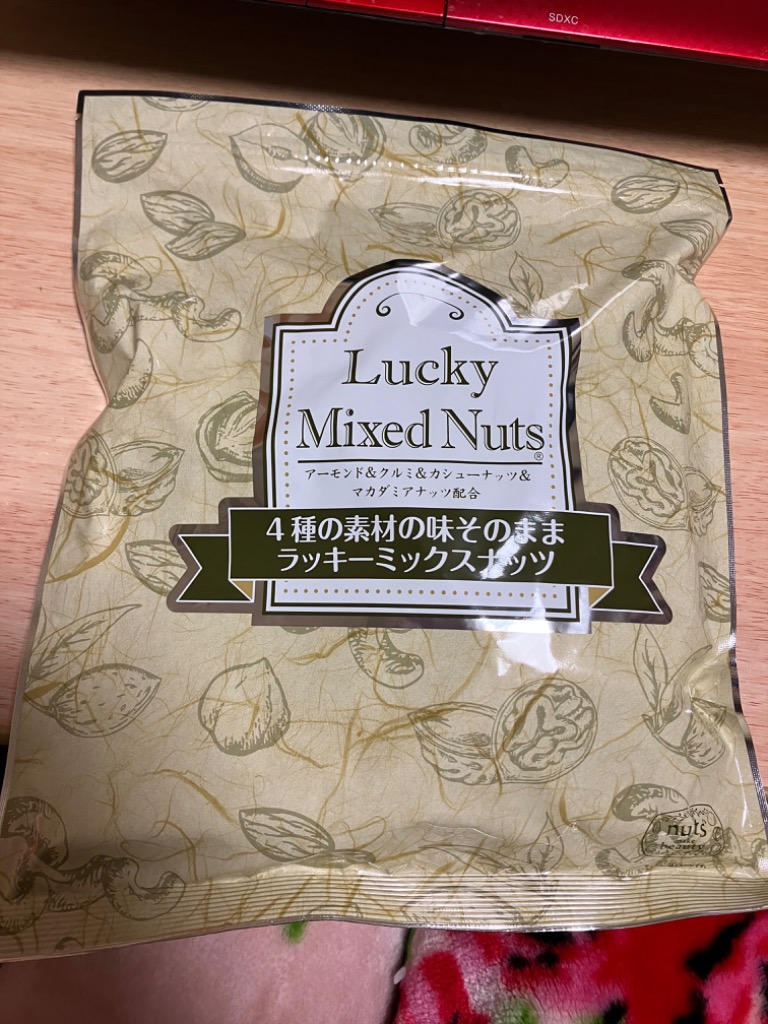 SDXC
Lucky
Mixed Nuts®
アーモンド&クルミ&カシューナッツ&
マカダミアナッツ配合
4種の素材の味そのまま
ラッキーミックスナッツ
nuts
beauty